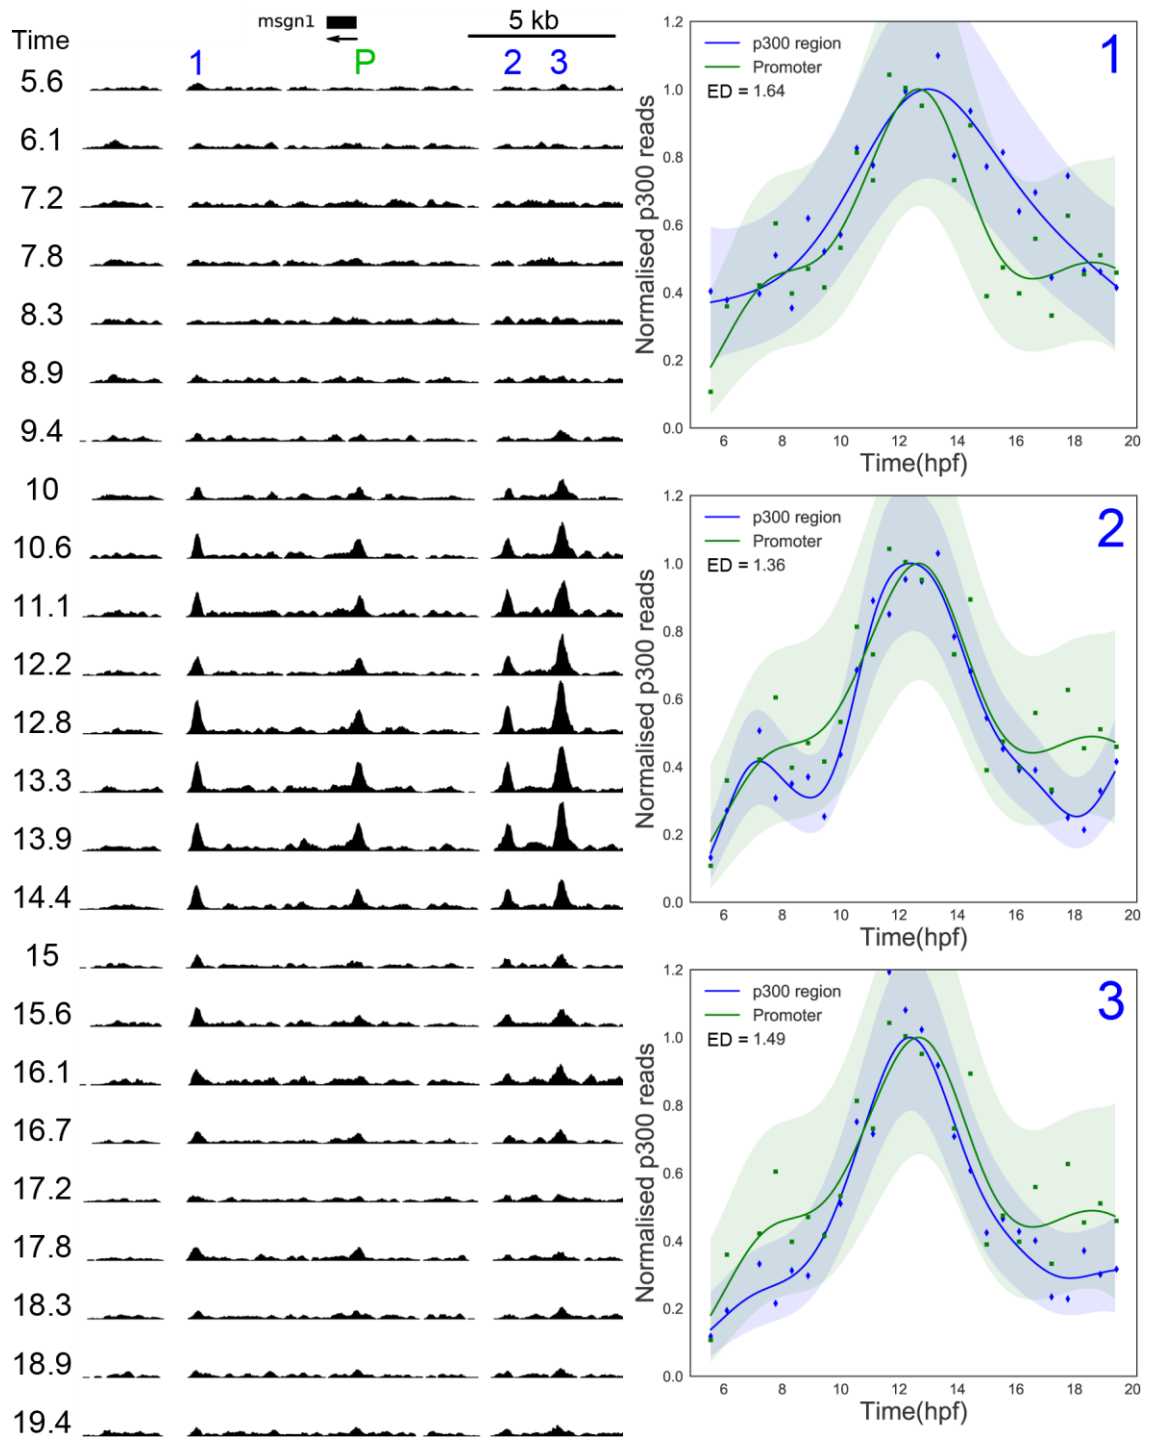 msgn1
5 kb
Time
1 P 2 3
5.6
6.1
7.2
7.8
8.3
8.9
9.4
10
10.6
11.1
12.2
12.8
13.3
13.9
14.4
15
15.6
16.1
16.7
17.2
17.8
18.3
18.9
19.4
1
p300 region
Promoter
ED = 1.64
Normalised p300 reads
1.2
1.0
0.8
0.6
0.4
0.2
0.0
6 8 10 12 14 16 18 20
Time(hpf)
2
p300 region
Promoter
ED = 1.36
Normalised p300 reads
1.2
1.0
0.8
0.6
0.4
0.2
0.0
6 8 10 12 14 16 18 20
Time(hpf)
3
p300 region
Promoter
ED = 1.49
Normalised p300 reads
1.2
1.0
0.8
0.6
0.4
0.2
0.0
6 8 10 12 14 16 18 20
Time(hpf)